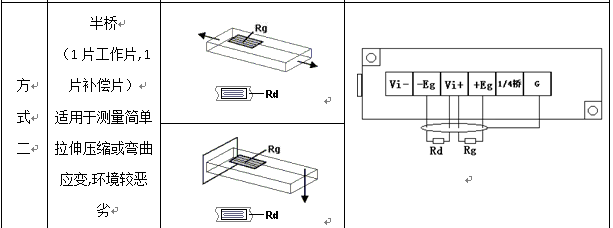 方
式
二
半桥
（1片工作片,1
片补偿片）
适用于测量简单
拉伸压缩或弯曲
应变,环境较恶
劣
Rg
Rd
Rg
Rd
Vi- -Eg Vi+ +Eg 1/4桥 G
Rd Rg